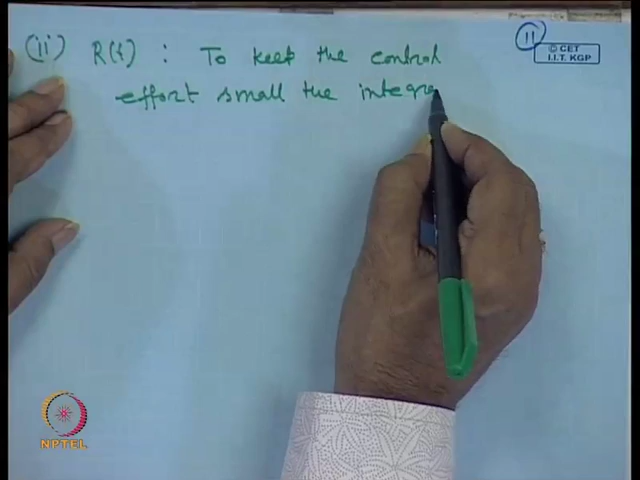 (ii) R(t) : To keep the control
effort small the integra
11
© CET
I.I.T. KGP
NPTEL